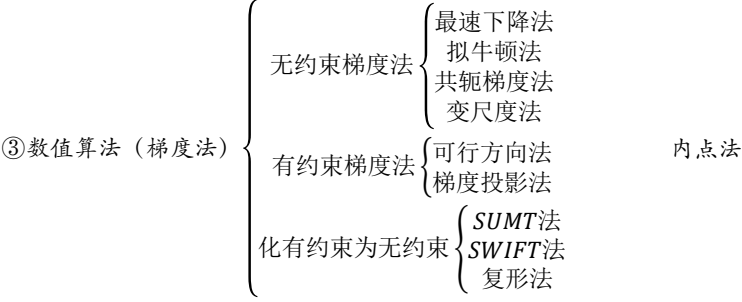 ③数值算法（梯度法）
无约束梯度法
最速下降法
拟牛顿法
共轭梯度法
变尺度法
有约束梯度法
可行方向法
梯度投影法
化有约束为无约束
SUMT法
SWIFT法
复形法
内点法